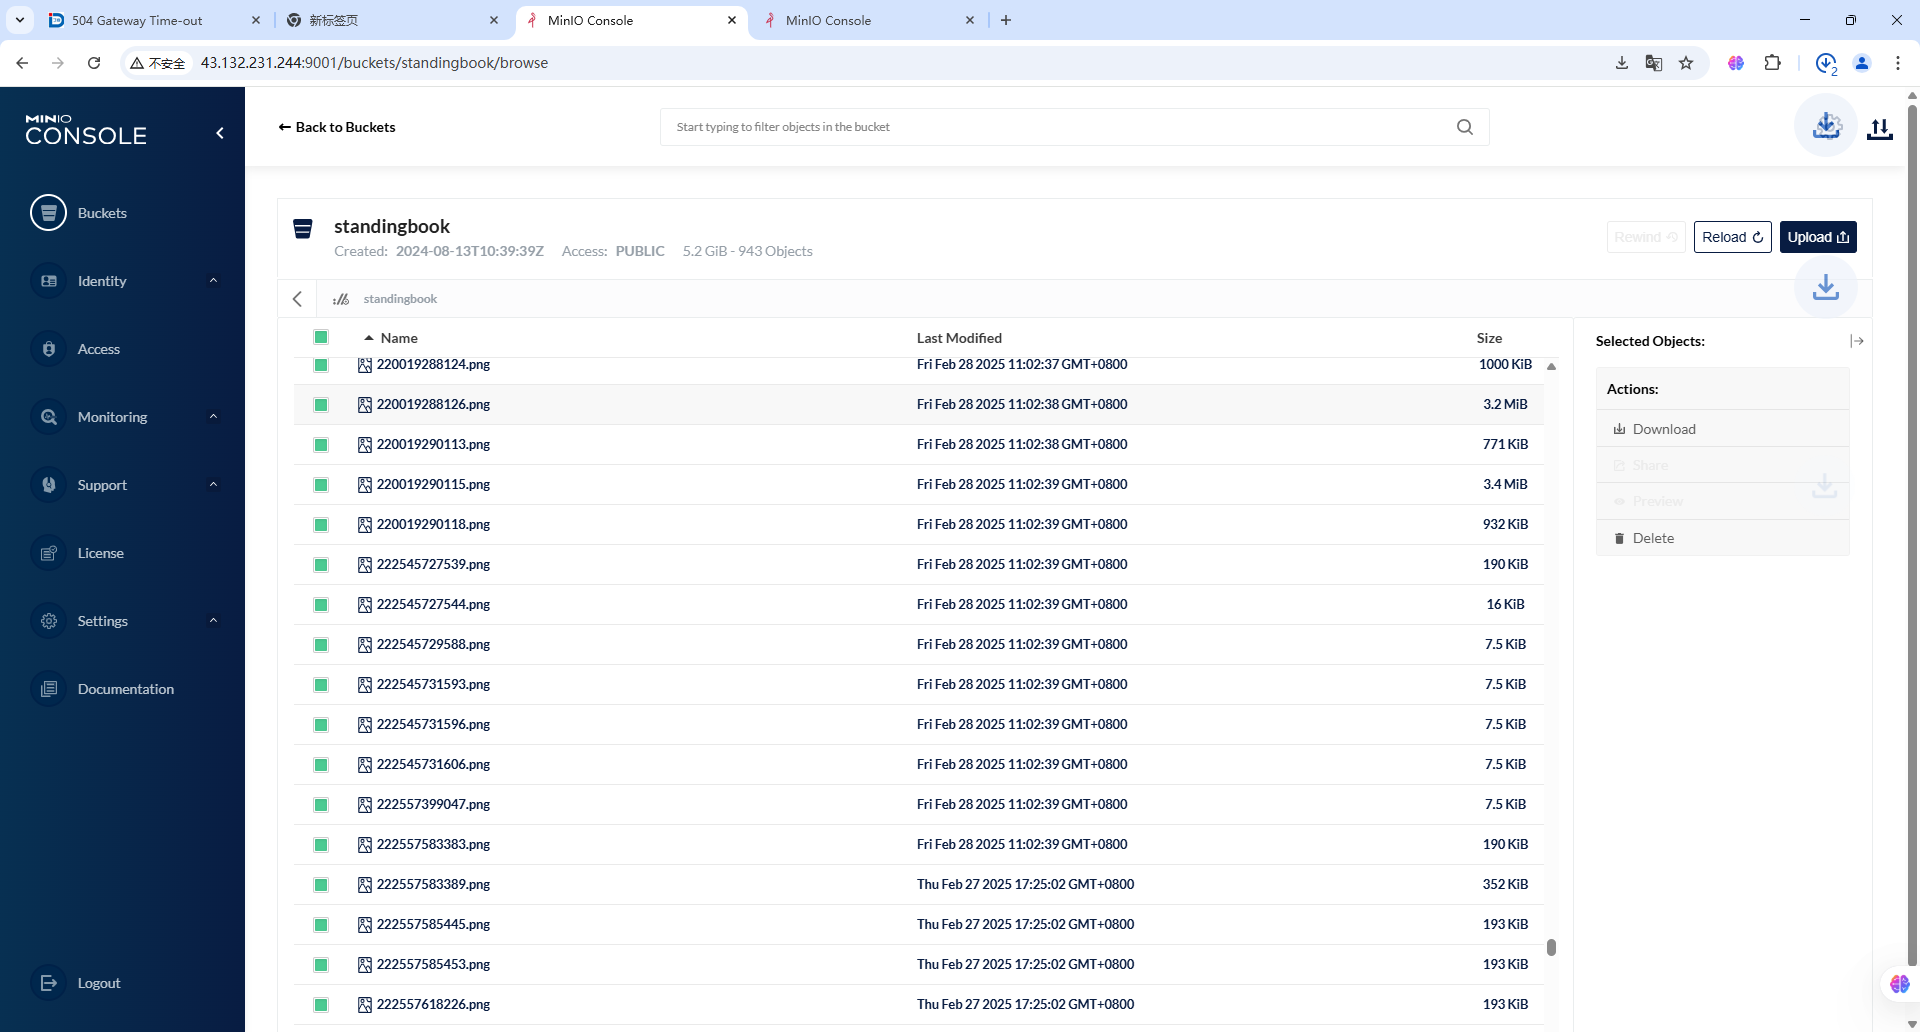 504 Gateway Time-out
新标签页
MinIO Console
MinIO Console
不安全
43.132.231.244:9001/buckets/standingbook/browse
2
MINIO
CONSOLE
Back to Buckets
Start typing to filter objects in the bucket
Buckets
Identity
Access
Monitoring
Support
License
Settings
Documentation
Logout
standingbook
Created: 2024-08-13T10:39:39Z Access: PUBLIC 5.2 GiB - 943 Objects
Rewind
Reload
Upload
standingbook
Name Last Modified Size
220019288124.png Fri Feb 28 2025 11:02:37 GMT+0800 1000 KiB
220019288126.png Fri Feb 28 2025 11:02:38 GMT+0800 3.2 MiB
220019290113.png Fri Feb 28 2025 11:02:38 GMT+0800 771 KiB
220019290115.png Fri Feb 28 2025 11:02:39 GMT+0800 3.4 MiB
220019290118.png Fri Feb 28 2025 11:02:39 GMT+0800 932 KiB
222545727539.png Fri Feb 28 2025 11:02:39 GMT+0800 190 KiB
222545727544.png Fri Feb 28 2025 11:02:39 GMT+0800 16 KiB
222545729588.png Fri Feb 28 2025 11:02:39 GMT+0800 7.5 KiB
222545731593.png Fri Feb 28 2025 11:02:39 GMT+0800 7.5 KiB
222545731596.png Fri Feb 28 2025 11:02:39 GMT+0800 7.5 KiB
222545731606.png Fri Feb 28 2025 11:02:39 GMT+0800 7.5 KiB
222557399047.png Fri Feb 28 2025 11:02:39 GMT+0800 7.5 KiB
222557583383.png Fri Feb 28 2025 11:02:39 GMT+0800 190 KiB
222557583389.png Thu Feb 27 2025 17:25:02 GMT+0800 352 KiB
222557585445.png Thu Feb 27 2025 17:25:02 GMT+0800 193 KiB
222557585453.png Thu Feb 27 2025 17:25:02 GMT+0800 193 KiB
222557618226.png Thu Feb 27 2025 17:25:02 GMT+0800 193 KiB
Selected Objects:
Actions:
Download
Share
Preview
Delete